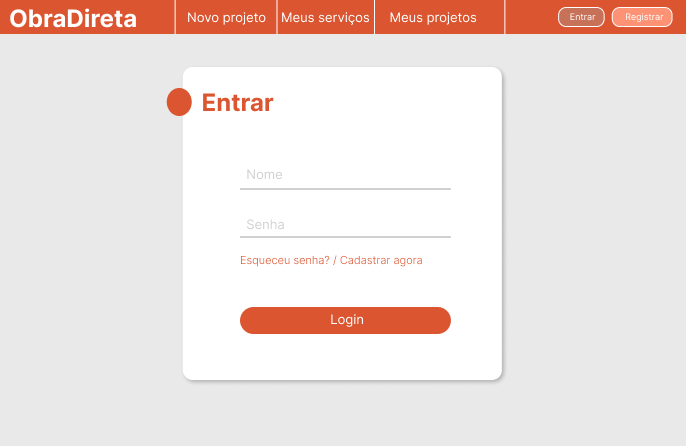 ObraDireta Novo projeto Meus serviços Meus projetos Entrar Registrar
Entrar
Nome
Senha
Esqueceu senha? / Cadastrar agora
Login